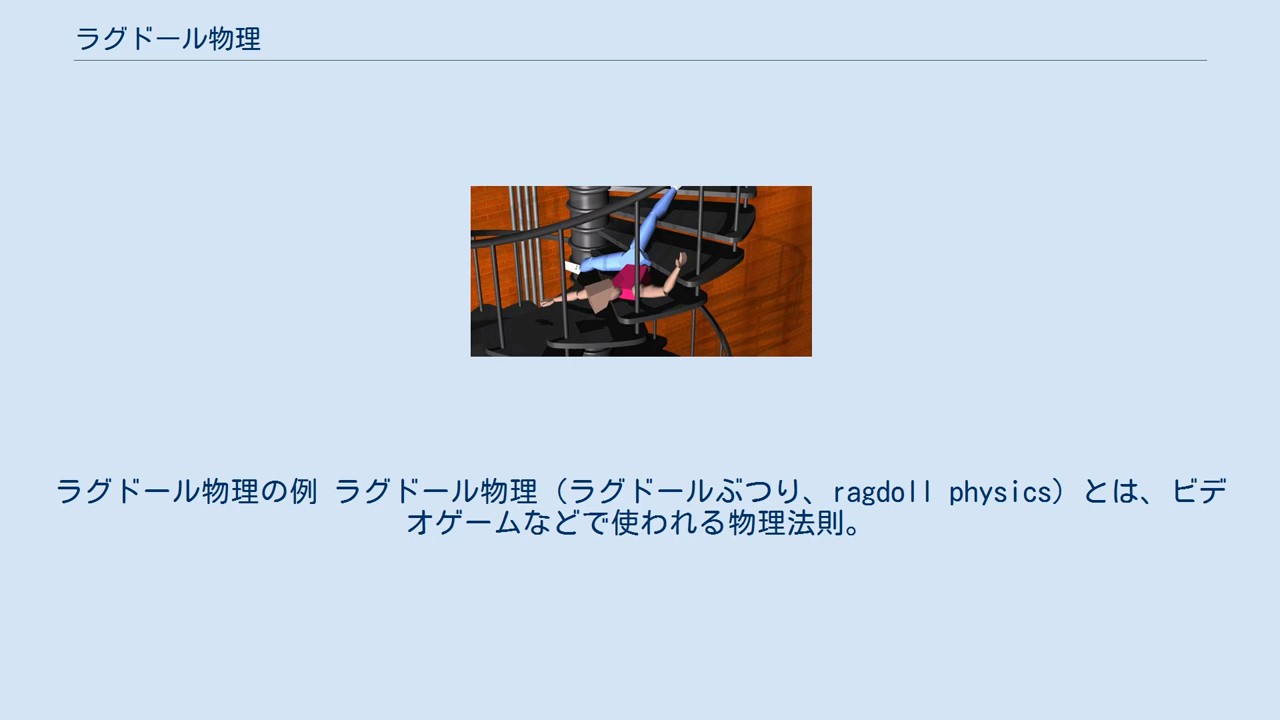 ラグドール物理
ラグドール物理の例 ラグドール物理（ラグドールぶつり、ragdoll physics）とは、ビデ
オゲームなどで使われる物理法則。